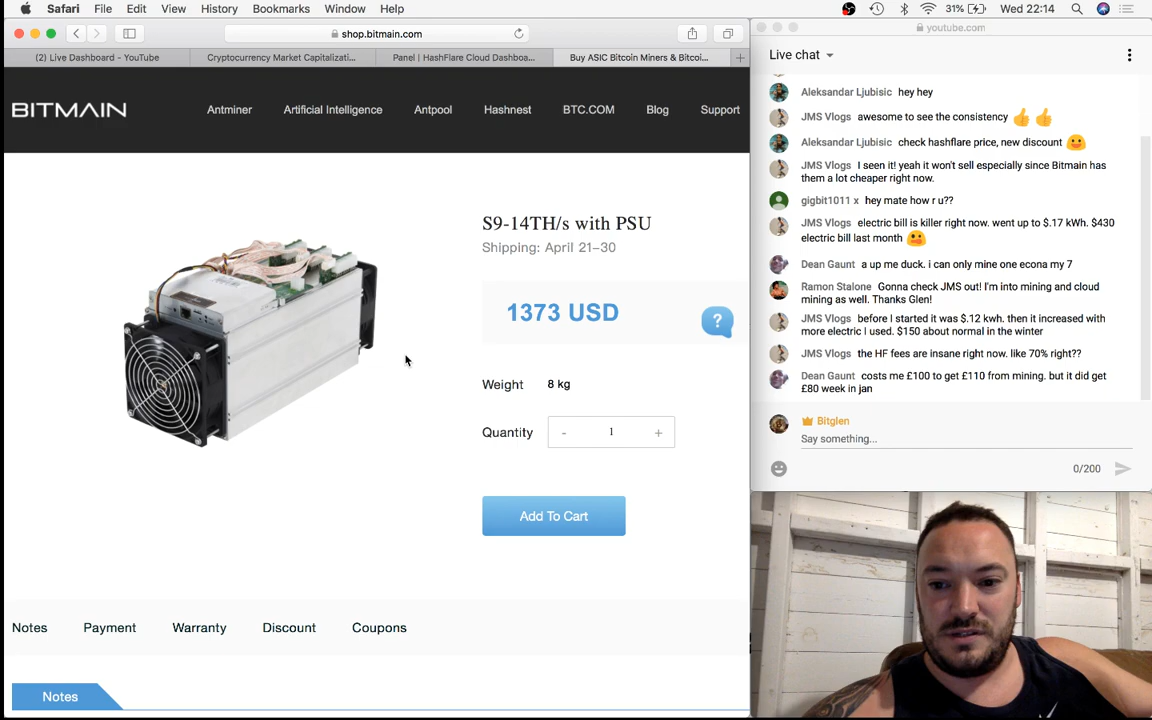 Safari File Edit View History Bookmarks Window Help 31% Wed 22:14
shop.bitmain.com
(2) Live Dashboard - YouTube
Cryptocurrency Market Capitalizati...
Panel | HashFlare Cloud Dashboa...
Buy ASIC Bitcoin Miners & Bitcoi...
BITMAIN
Antminer
Artificial Intelligence
Antpool
Hashnest
BTC.COM
Blog
Support
S9-14TH/s with PSU
Shipping: April 21–30
1373 USD
?
Weight 8 kg
Quantity - 1 +
Add To Cart
Notes
Payment
Warranty
Discount
Coupons
Notes
youtube.com
Live chat
Aleksandar Ljubisic hey hey
JMS Vlogs awesome to see the consistency
Aleksandar Ljubisic check hashflare price, new discount
JMS Vlogs I seen it! yeah it won't sell especially since Bitmain has
them a lot cheaper right now.
gigbit1011 x hey mate how r u??
JMS Vlogs electric bill is killer right now. went up to $.17 kWh. $430
electric bill last month
Dean Gaunt a up me duck. i can only mine one econa my 7
Ramon Stalone Gonna check JMS out! I'm into mining and cloud
mining as well. Thanks Glen!
JMS Vlogs before I started it was $.12 kwh. then it increased with
more electric I used. $150 about normal in the winter
JMS Vlogs the HF fees are insane right now. like 70% right??
Dean Gaunt costs me £100 to get £110 from mining. but it did get
£80 week in jan
Bitglen
Say something...
0/200